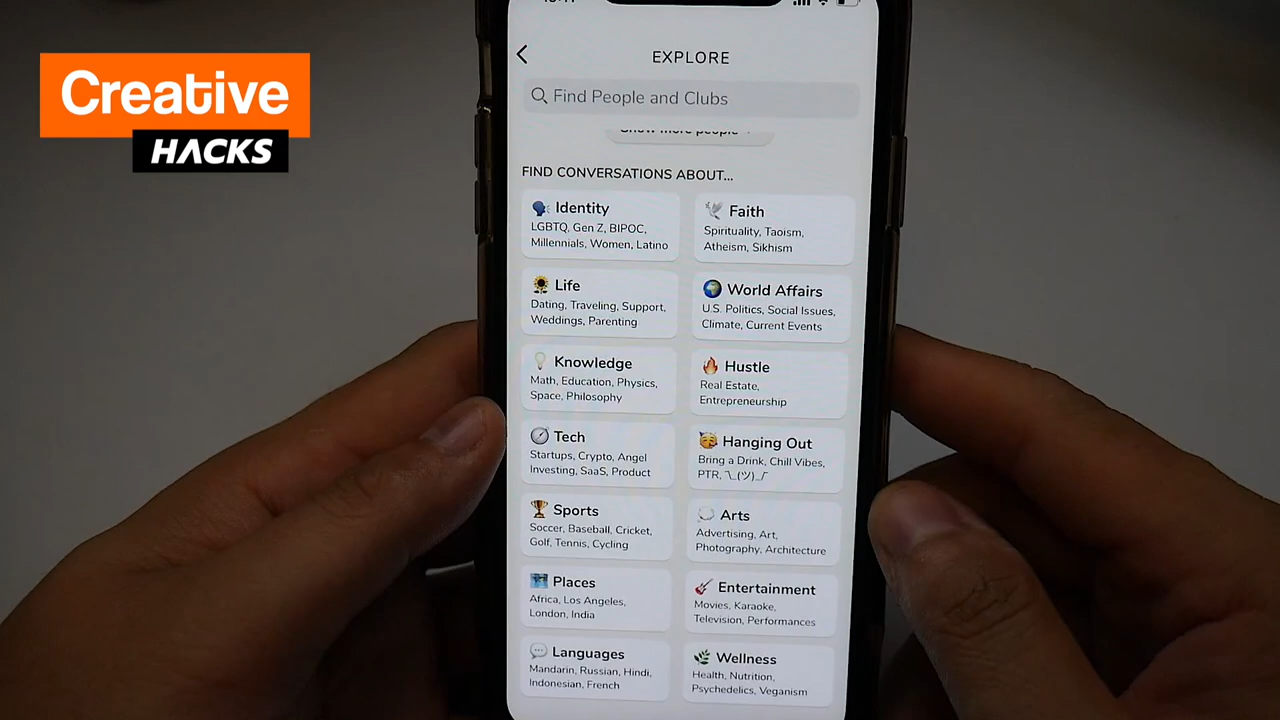 Creative
HACKS
EXPLORE
Find People and Clubs
Show more people
FIND CONVERSATIONS ABOUT...
Identity
LGBTQ, Gen Z, BIPOC,
Millennials, Women, Latino
Faith
Spirituality, Taoism,
Atheism, Sikhism
Life
Dating, Traveling, Support,
Weddings, Parenting
World Affairs
U.S. Politics, Social Issues,
Climate, Current Events
Knowledge
Math, Education, Physics,
Space, Philosophy
Hustle
Real Estate,
Entrepreneurship
Tech
Startups, Crypto, Angel
Investing, SaaS, Product
Hanging Out
Bring a Drink, Chill Vibes,
PTR, ¯\_(ツ)_/¯
Sports
Soccer, Baseball, Cricket,
Golf, Tennis, Cycling
Arts
Advertising, Art,
Photography, Architecture
Places
Africa, Los Angeles,
London, India
Entertainment
Movies, Karaoke,
Television, Performances
Languages
Mandarin, Russian, Hindi,
Indonesian, French
Wellness
Health, Nutrition,
Psychedelics, Veganism